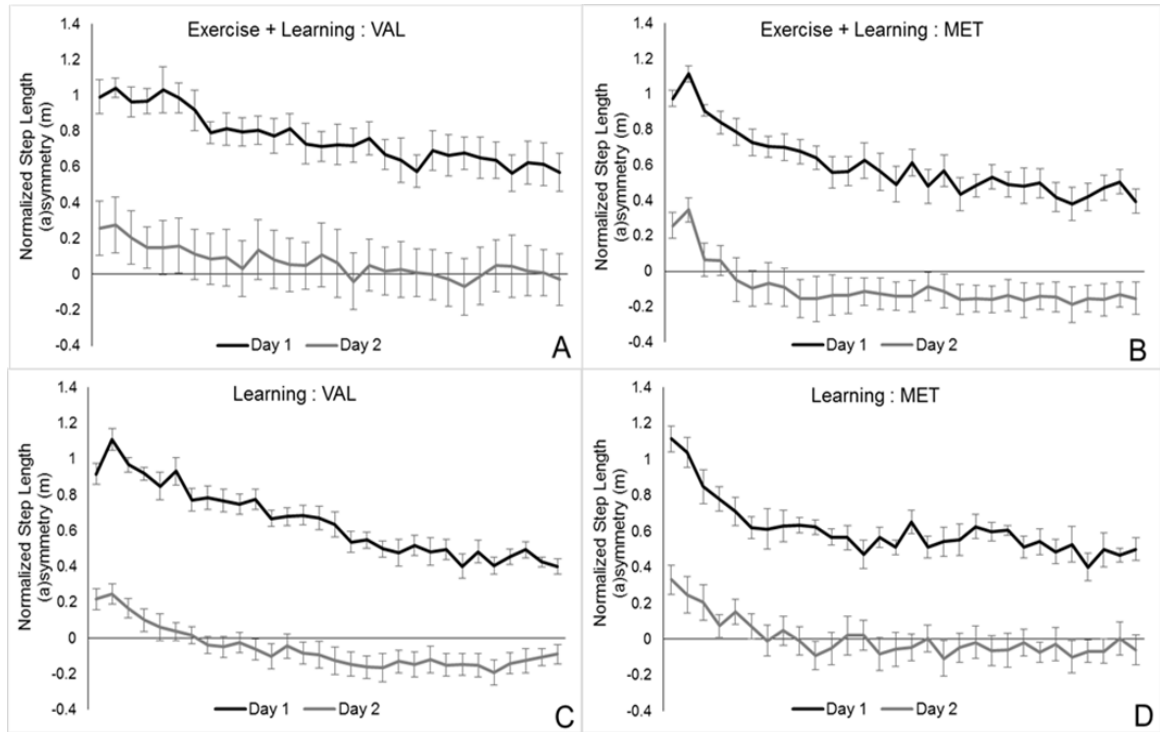 Exercise + Learning : VAL
Normalized Step Length
(a)symmetry (m)
1.4
1.2
1
0.8
0.6
0.4
0.2
0
-0.2
-0.4
Day 1
Day 2
A
Exercise + Learning : MET
Normalized Step Length
(a)symmetry (m)
1.4
1.2
1
0.8
0.6
0.4
0.2
0
-0.2
-0.4
Day 1
Day 2
B
Learning : VAL
Normalized Step Length
(a)symmetry (m)
1.4
1.2
1
0.8
0.6
0.4
0.2
0
-0.2
-0.4
Day 1
Day 2
C
Learning : MET
Normalized Step Length
(a)symmetry (m)
1.4
1.2
1
0.8
0.6
0.4
0.2
0
-0.2
-0.4
Day 1
Day 2
D